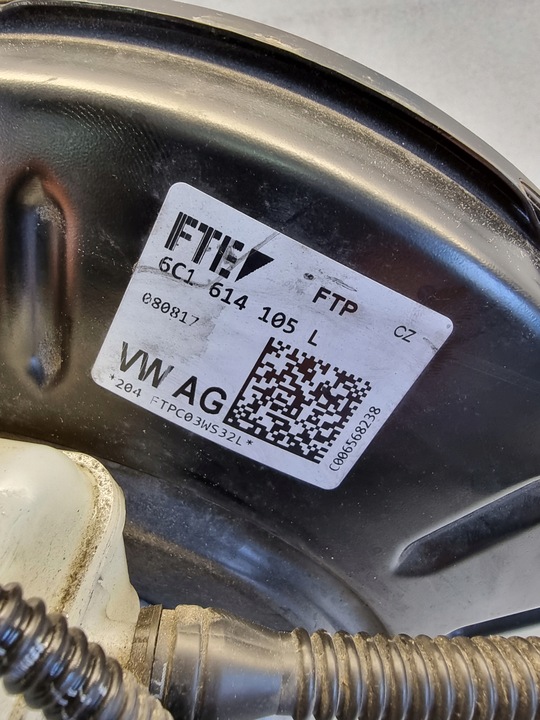 FTE
FTP CZ
6C1 614 105 L
080817
VW AG
*204 FTPC03WS32L*
C006568238